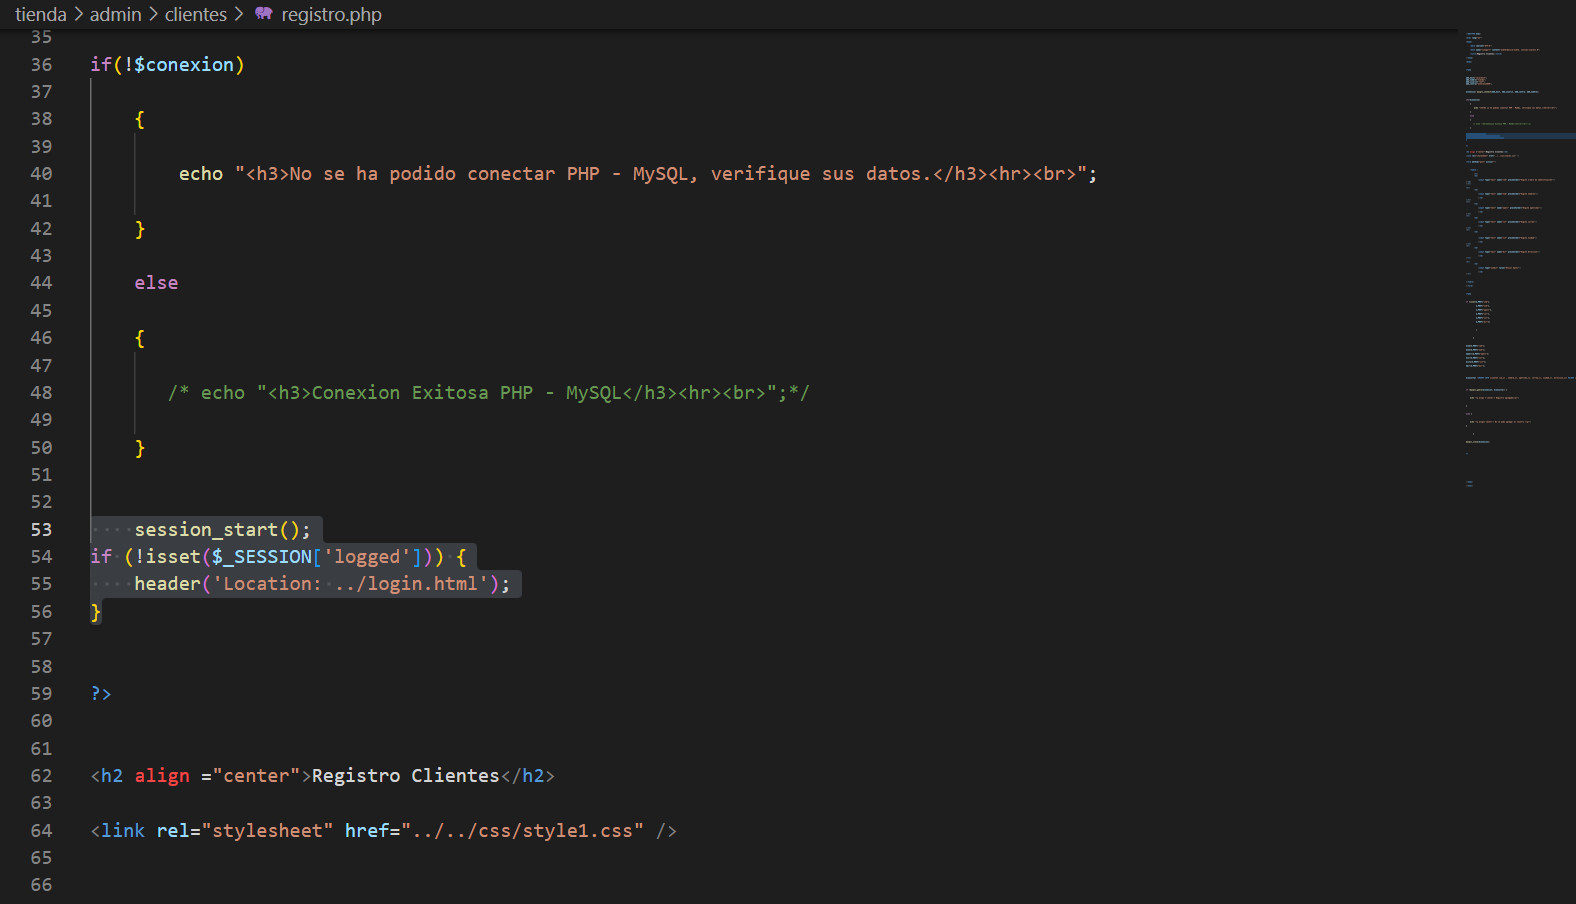 tienda > admin > clientes > registro.php
35
36 if(!$conexion)
37
38 {
39
40 echo "<h3>No se ha podido conectar PHP - MySQL, verifique sus datos.</h3><hr><br>";
41
42 }
43
44 else
45
46 {
47
48 /* echo "<h3>Conexion Exitosa PHP - MySQL</h3><hr><br>";*/
49
50 }
51
52
53 session_start();
54 if (!isset($_SESSION['logged'])) {
55 header('Location: ../login.html');
56 }
57
58
59 ?>
60
61
62 <h2 align ="center">Registro Clientes</h2>
63
64 <link rel="stylesheet" href="../../css/style1.css" />
65
66